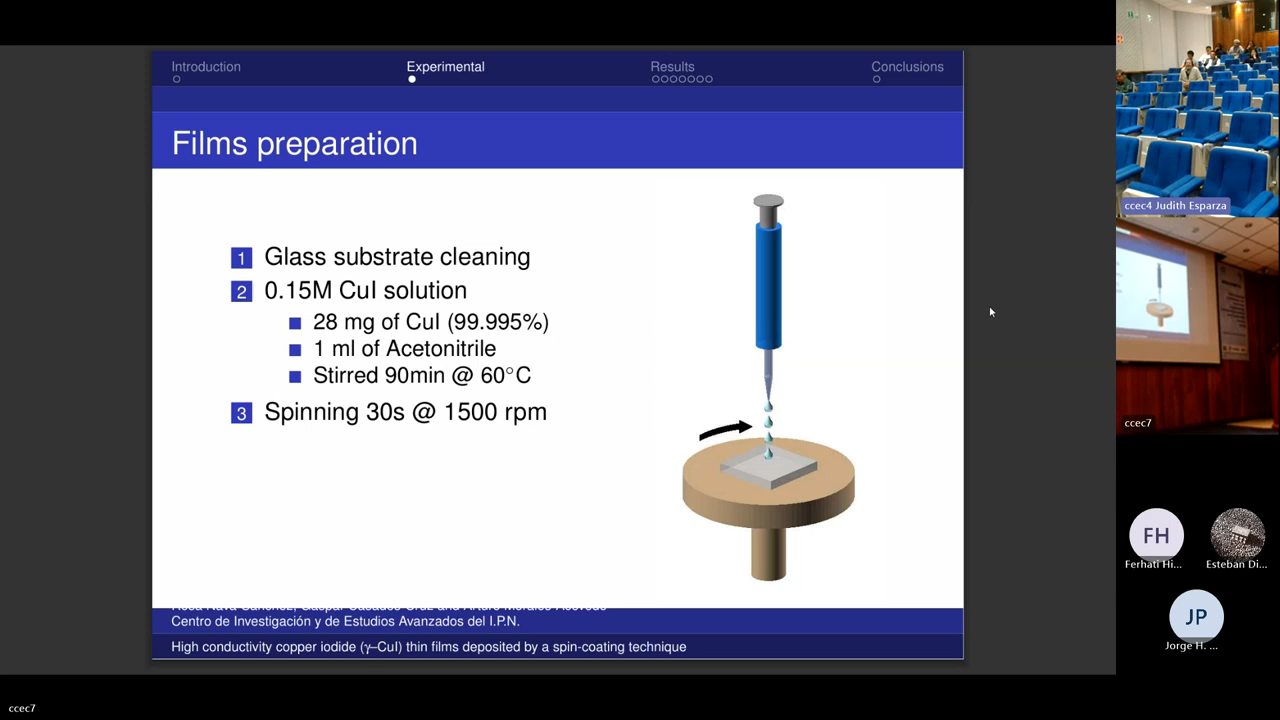 Introduction
Experimental
Results
Conclusions
Films preparation
1 Glass substrate cleaning
2 0.15M CuI solution
28 mg of CuI (99.995%)
1 ml of Acetonitrile
Stirred 90min @ 60°C
3 Spinning 30s @ 1500 rpm
Centro de Investigación y de Estudios Avanzados del I.P.N.
High conductivity copper iodide (γ–CuI) thin films deposited by a spin-coating technique
ccec4 Judith Esparza
ccec7
FH
Ferhati Hi...
Esteban Di...
JP
Jorge H. ...
ccec7